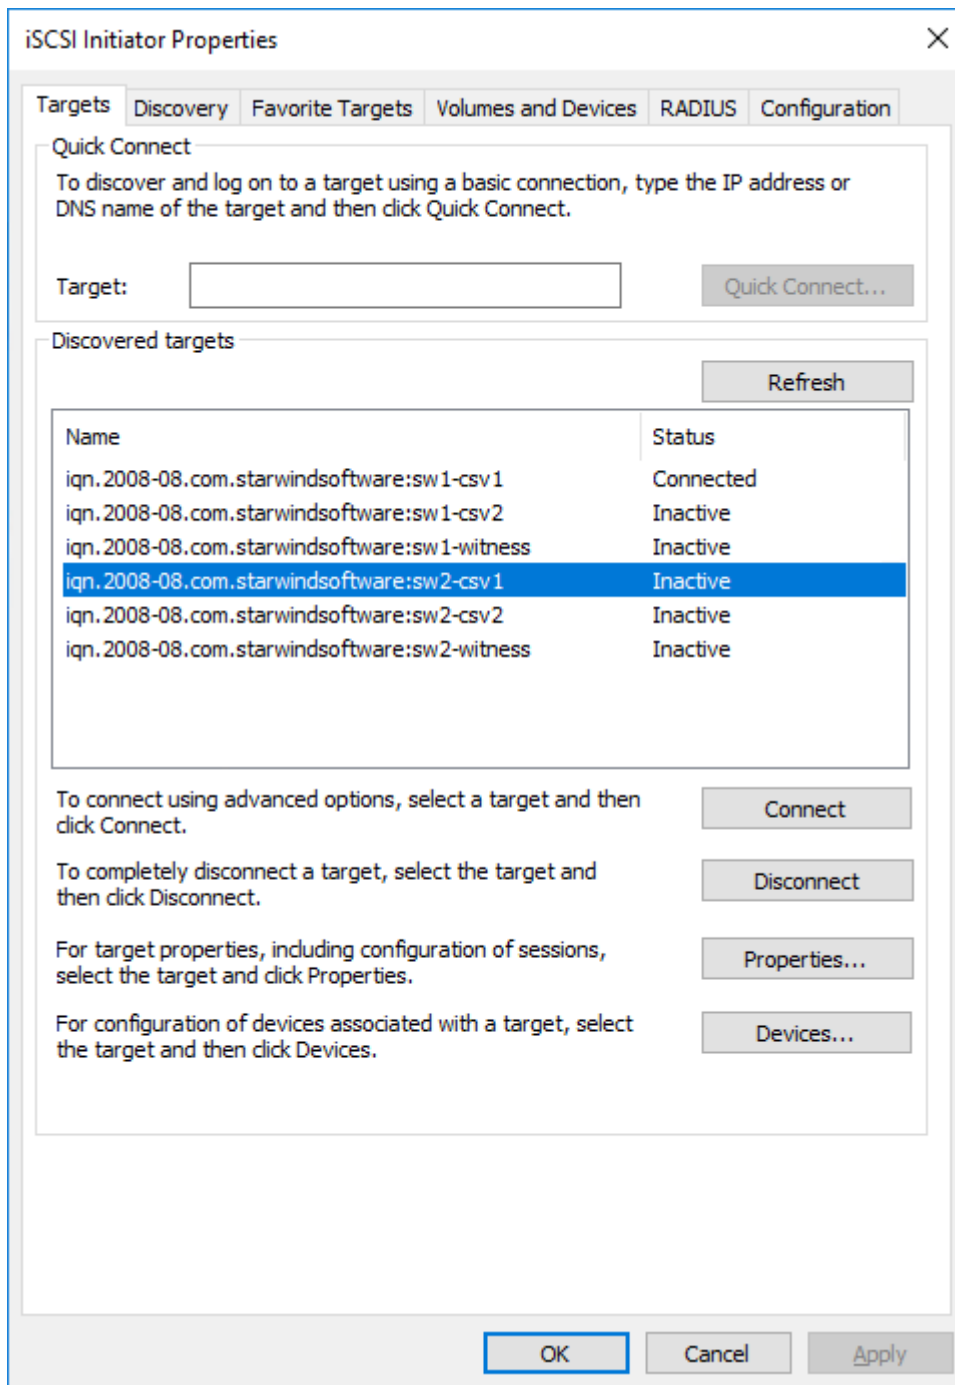 iSCSI Initiator Properties
Targets Discovery Favorite Targets Volumes and Devices RADIUS Configuration
Quick Connect
To discover and log on to a target using a basic connection, type the IP address or
DNS name of the target and then click Quick Connect.
Target: Quick Connect...
Discovered targets
Refresh
Name Status
iqn.2008-08.com.starwindsoftware:sw1-csv1 Connected
iqn.2008-08.com.starwindsoftware:sw1-csv2 Inactive
iqn.2008-08.com.starwindsoftware:sw1-witness Inactive
iqn.2008-08.com.starwindsoftware:sw2-csv1 Inactive
iqn.2008-08.com.starwindsoftware:sw2-csv2 Inactive
iqn.2008-08.com.starwindsoftware:sw2-witness Inactive
To connect using advanced options, select a target and then
click Connect.
Connect
To completely disconnect a target, select the target and
then click Disconnect.
Disconnect
For target properties, including configuration of sessions,
select the target and click Properties.
Properties...
For configuration of devices associated with a target, select
the target and then click Devices.
Devices...
OK Cancel Apply